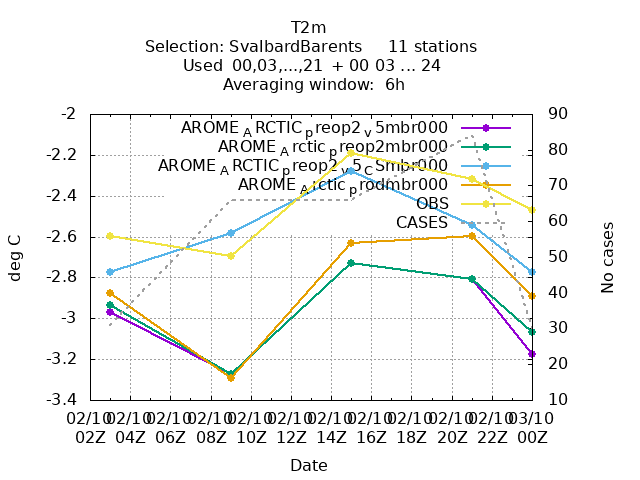 T2m
Selection: SvalbardBarents 11 stations
Used 00,03,...,21 + 00 03 ... 24
Averaging window: 6h
AROME_ARCTIC_preop2_v5mbr000
AROME_Arctic_preop2mbr000
AROME_ARCTIC_preop2_v5_CSmbr000
AROME_Arctic_prodmbr000
OBS
CASES
-2
-2.2
-2.4
-2.6
-2.8
-3
-3.2
-3.4
deg C
90
80
70
60
50
40
30
20
10
No cases
02/10 02/10 02/10 02/10 02/10 02/10 02/10 02/10 02/10 02/10 02/10 03/10
02Z 04Z 06Z 08Z 10Z 12Z 14Z 16Z 18Z 20Z 22Z 00Z
Date